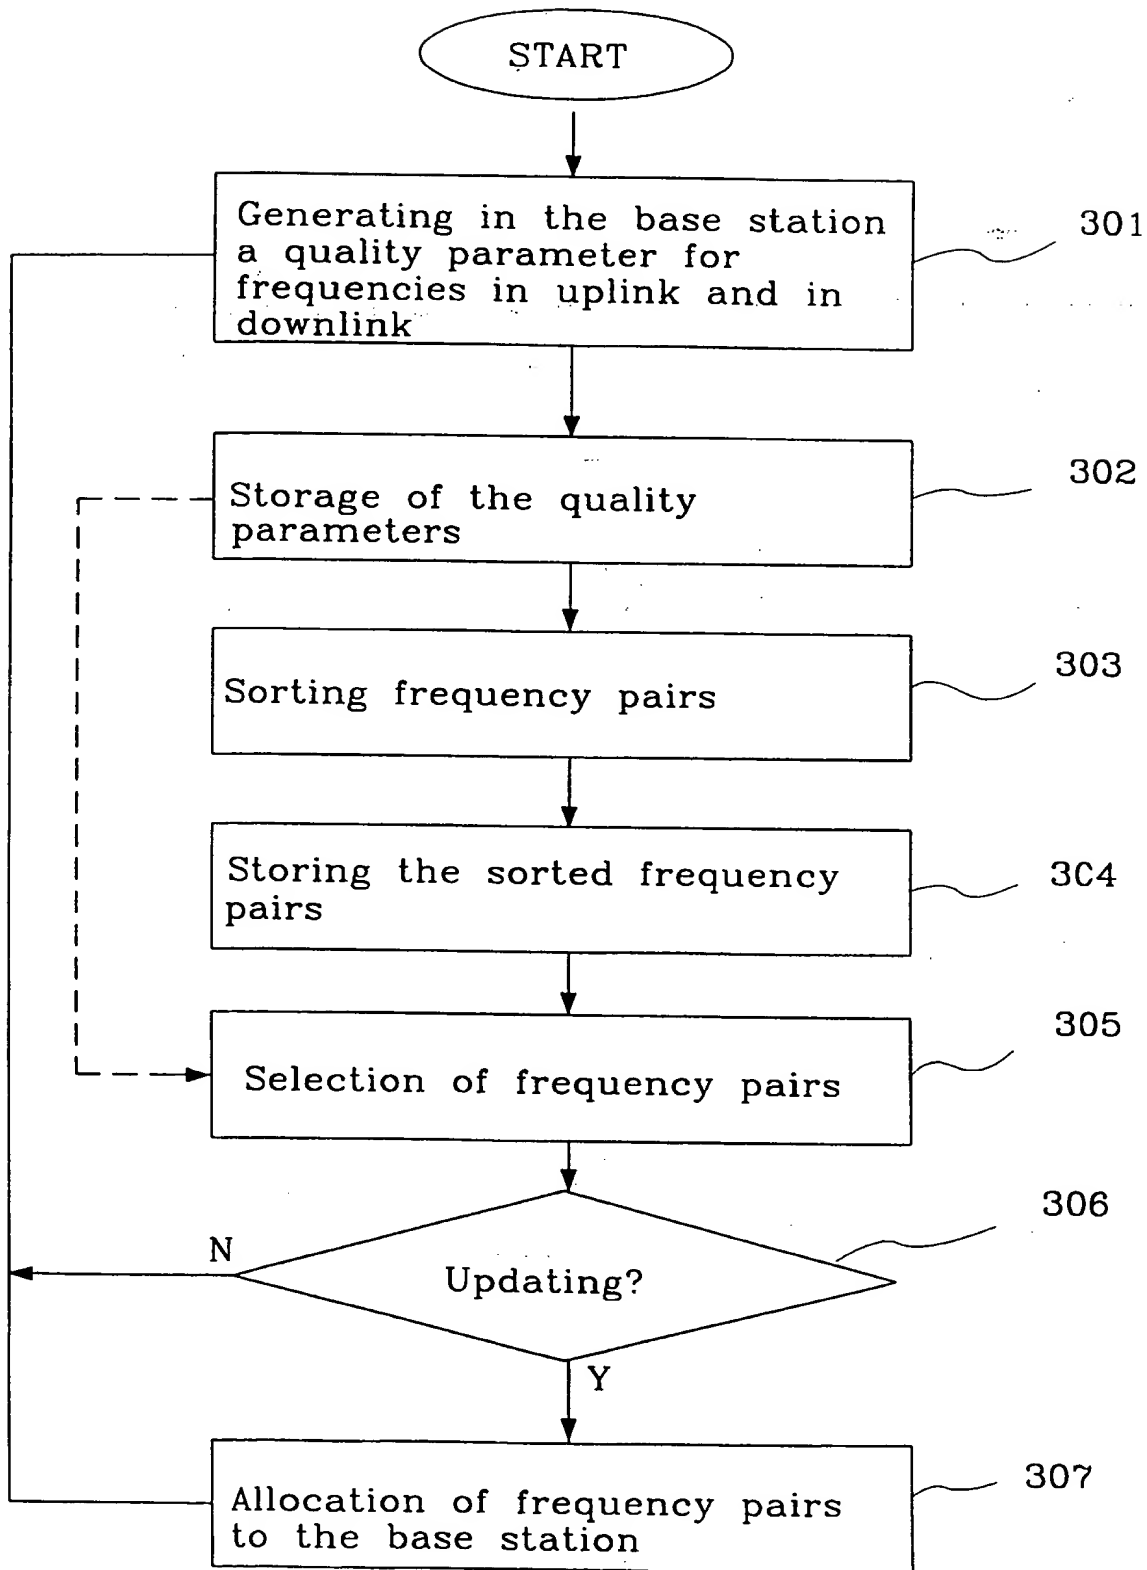 START
Generating in the base station
a quality parameter for
frequencies in uplink and in
downlink
301
Storage of the quality
parameters
302
Sorting frequency pairs
303
Storing the sorted frequency
pairs
304
Selection of frequency pairs
305
Updating?
306
N
Y
Allocation of frequency pairs
to the base station
307